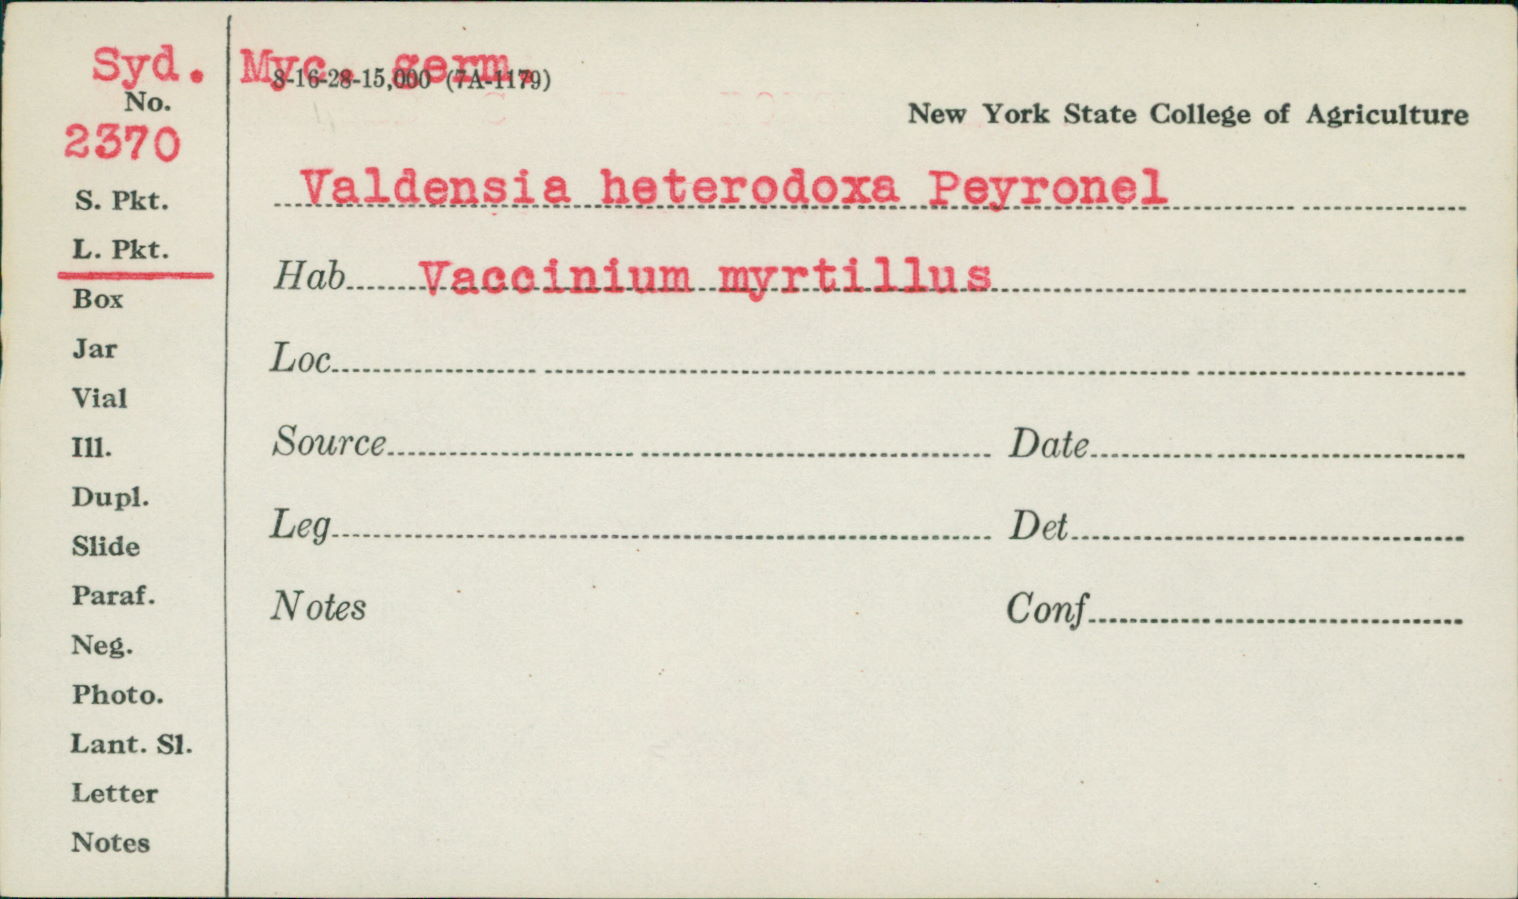 Syd. Myc. germ.
8-16-28-15,000 (7A-1179)
No.
2370
New York State College of Agriculture
Valdensia heterodoxa Peyronel
S. Pkt.
L. Pkt.
Hab Vaccinium myrtillus
Box
Jar
Loc
Vial
Ill.
Source Date
Dupl.
Slide
Leg Det
Paraf.
Notes Conf
Neg.
Photo.
Lant. Sl.
Letter
Notes